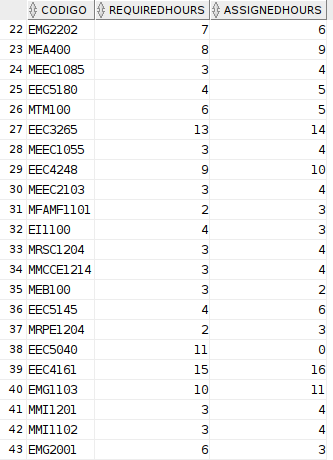 CODIGO REQUIREDHOURS ASSIGNEDHOURS
22 EMG2202 7 6
23 MEA400 8 9
24 MEEC1085 3 4
25 EEC5180 4 5
26 MTM100 6 5
27 EEC3265 13 14
28 MEEC1055 3 4
29 EEC4248 9 10
30 MEEC2103 3 4
31 MFAMF1101 2 3
32 EI1100 4 3
33 MRSC1204 3 4
34 MMCCE1214 3 4
35 MEB100 3 2
36 EEC5145 4 6
37 MRPE1204 2 3
38 EEC5040 11 0
39 EEC4161 15 16
40 EMG1103 10 11
41 MMI1201 3 4
42 MMI1102 3 4
43 EMG2001 6 3